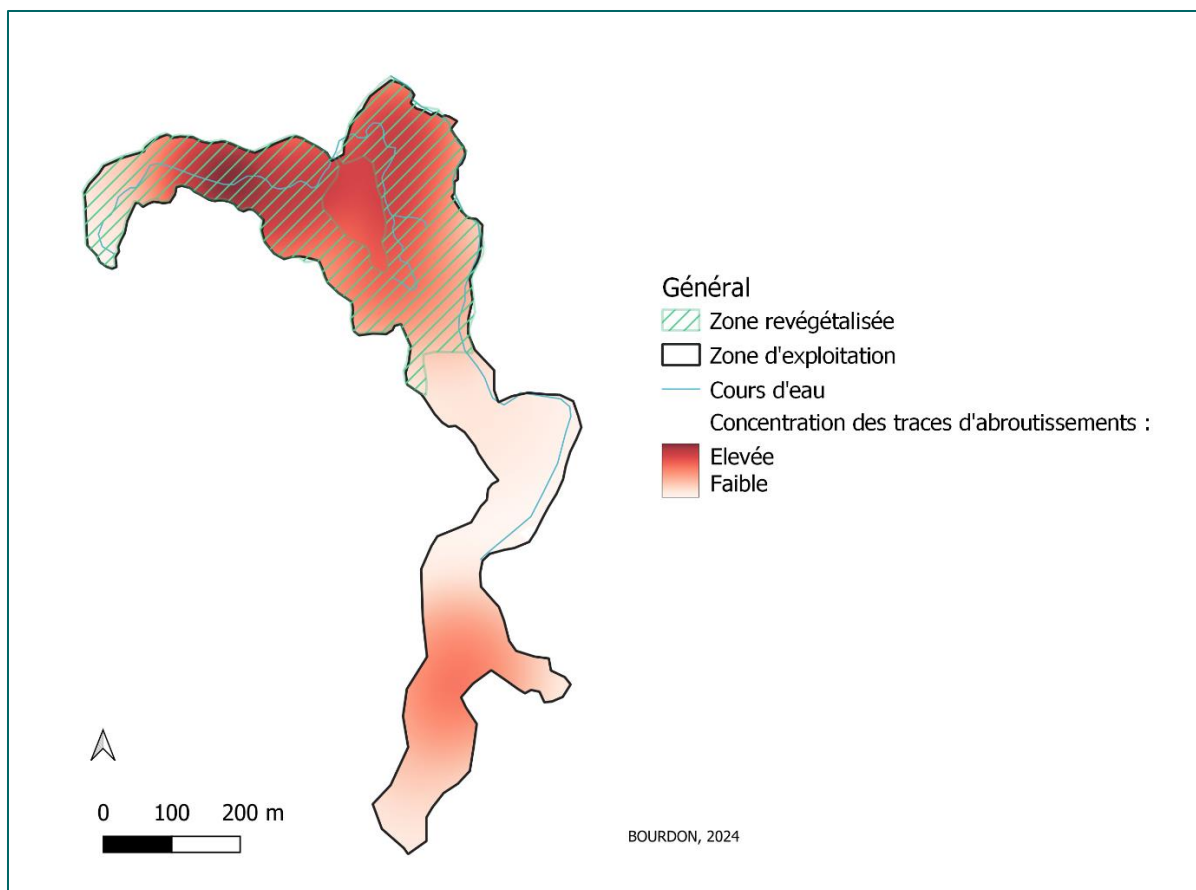 Général
Zone revégétalisée
Zone d'exploitation
Cours d'eau
Concentration des traces d'abroutissements :
Elevée
Faible
0 100 200 m
BOURDON, 2024